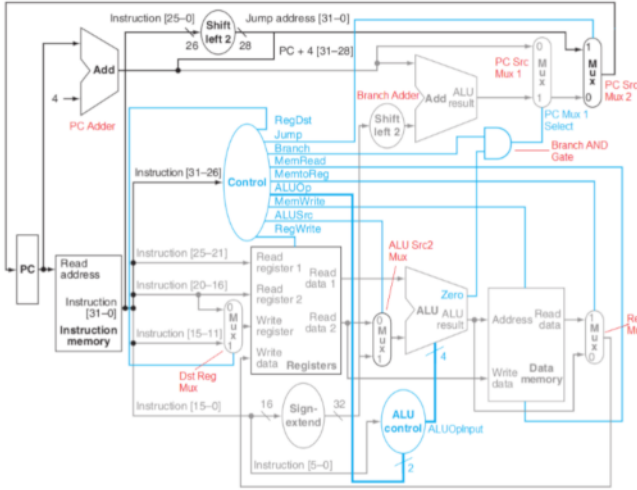 Instruction [25–0]
Shift
left 2
26
28
Jump address [31–0]
PC + 4 [31–28]
Add
4
PC Adder
Branch Adder
Shift
left 2
Add
ALU
result
PC Src
Mux 1
0
Mux
1
1
Mux
0
PC Src
Mux 2
PC Mux 1
Select
Branch AND
Gate
RegDst
Jump
Branch
MemRead
MemtoReg
ALUOp
MemWrite
ALUSrc
RegWrite
Control
Instruction [31–26]
PC
Read
address
Instruction
[31–0]
Instruction
memory
Instruction [25–21]
Instruction [20–16]
Instruction [15–11]
Instruction [15–0]
0
Mux
1
Dst Reg
Mux
Read
register 1
Read
register 2
Write
register
Write
data
Read
data 1
Read
data 2
Registers
ALU Src2
Mux
0
Mux
1
Zero
ALU
ALU
result
Address
Read
data
Write
data
Data
memory
1
Mux
0
4
16
Sign-
extend
32
ALU
control
ALUOpInput
Instruction [5–0]
2